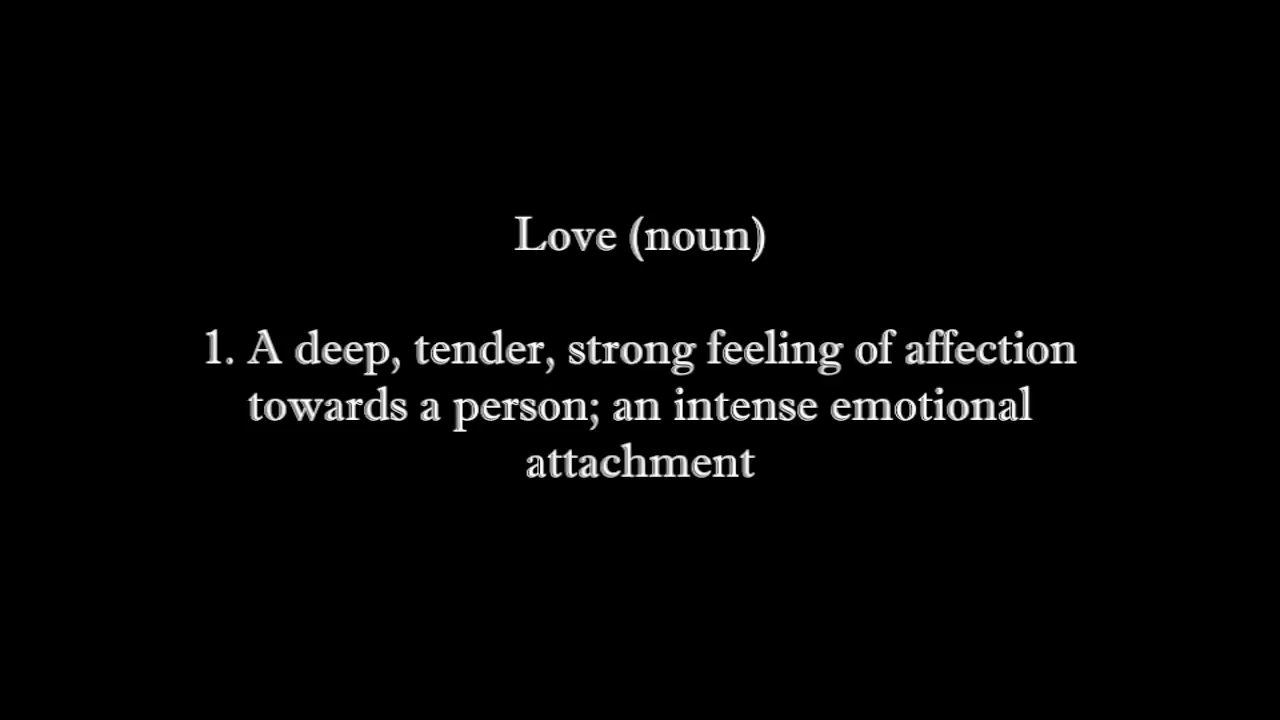 Love (noun)
1. A deep, tender, strong feeling of affection
towards a person; an intense emotional
attachment